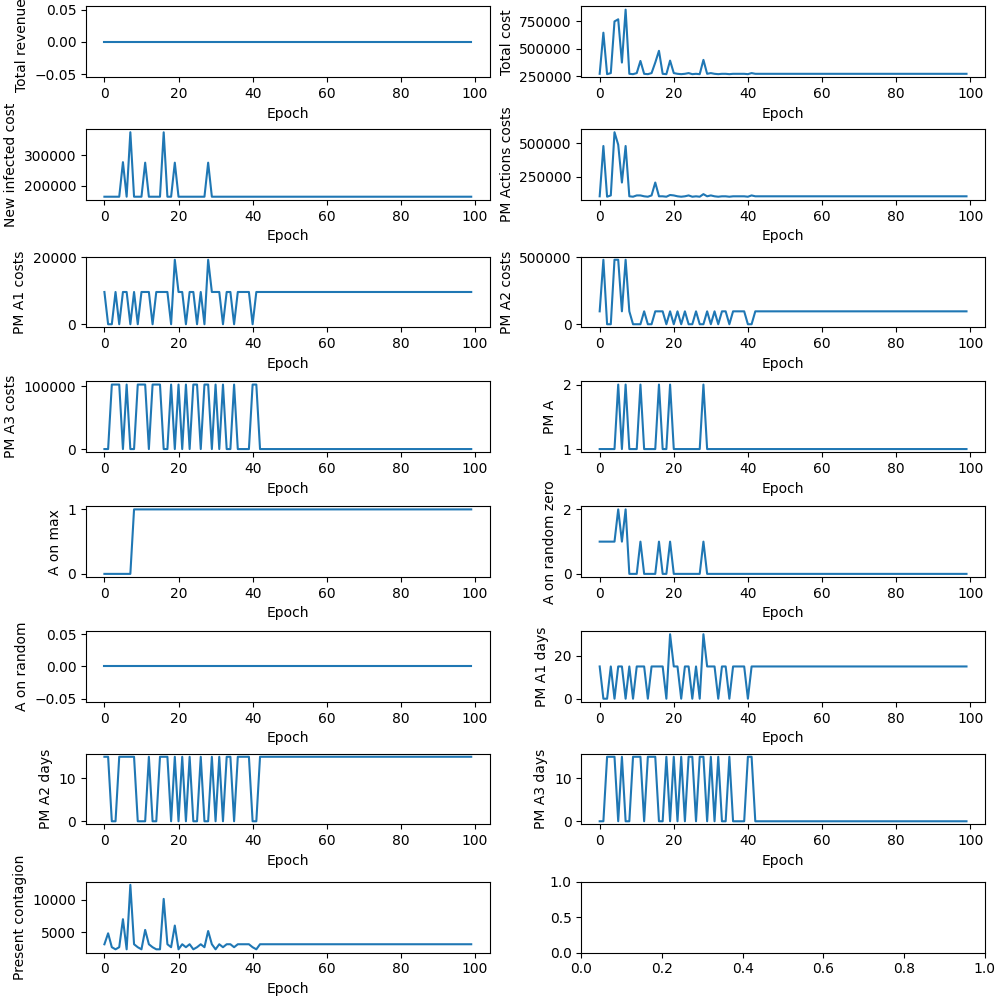 Total revenue
0.05
0.00
−0.05
0 20 40 60 80 100
Epoch
Total cost
750000
500000
250000
0 20 40 60 80 100
Epoch
New infected cost
300000
200000
0 20 40 60 80 100
Epoch
PM Actions costs
500000
250000
0 20 40 60 80 100
Epoch
PM A1 costs
20000
0
0 20 40 60 80 100
Epoch
PM A2 costs
500000
0
0 20 40 60 80 100
Epoch
PM A3 costs
100000
0
0 20 40 60 80 100
Epoch
PM A
2
1
0 20 40 60 80 100
Epoch
A on max
1
0
0 20 40 60 80 100
Epoch
A on random zero
2
0
0 20 40 60 80 100
Epoch
A on random
0.05
0.00
−0.05
0 20 40 60 80 100
Epoch
PM A1 days
20
0
0 20 40 60 80 100
Epoch
PM A2 days
10
0
0 20 40 60 80 100
Epoch
PM A3 days
10
0
0 20 40 60 80 100
Epoch
Present contagion
10000
5000
0 20 40 60 80 100
Epoch
1.0
0.5
0.0
0.0 0.2 0.4 0.6 0.8 1.0